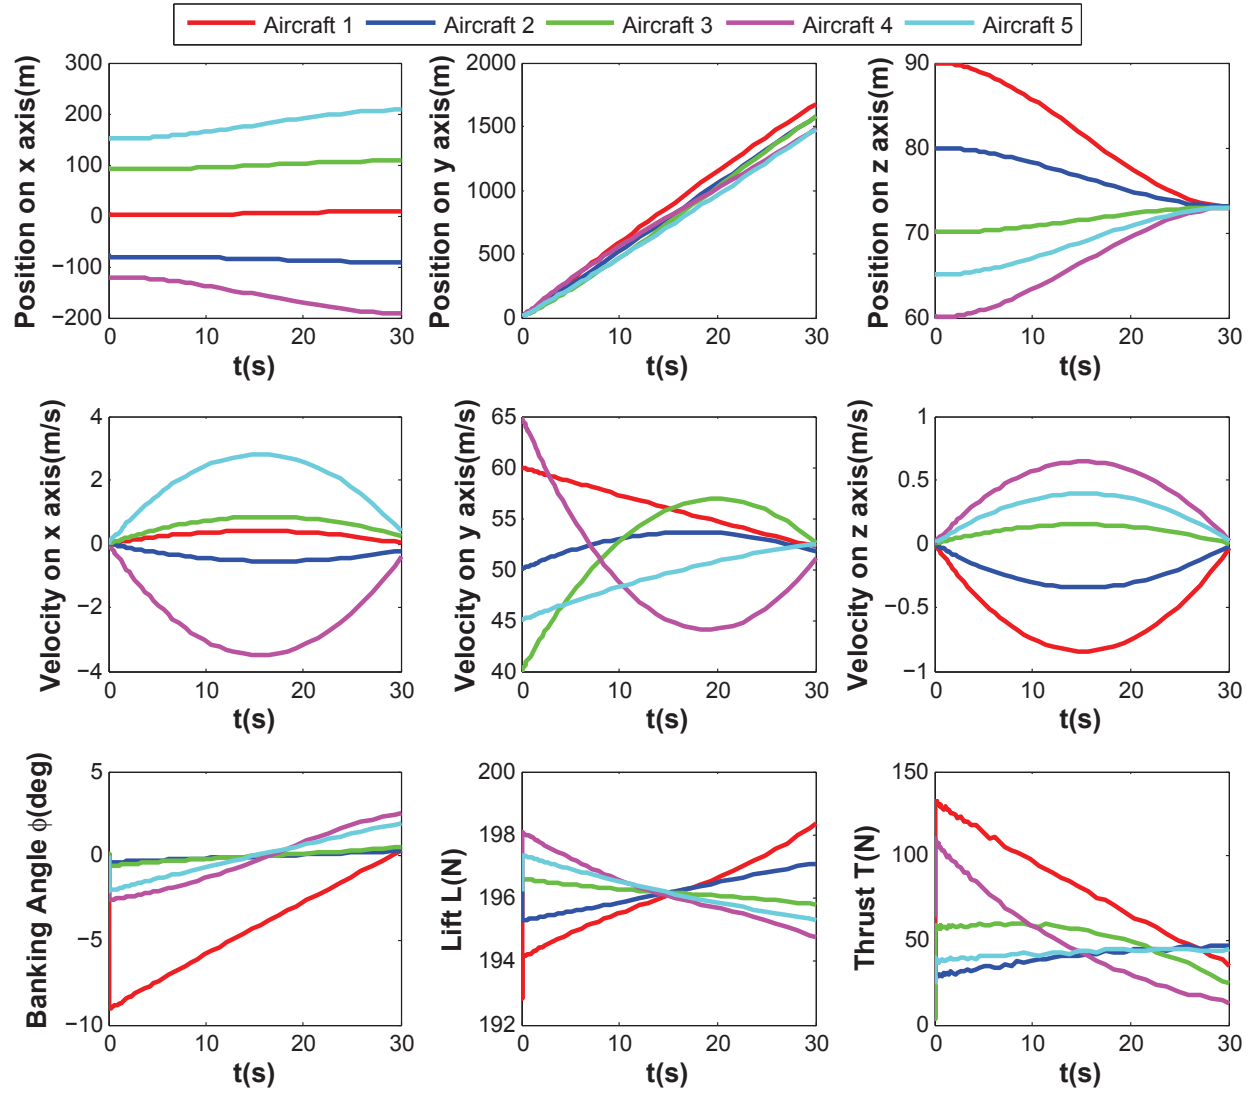 Aircraft 1 Aircraft 2 Aircraft 3 Aircraft 4 Aircraft 5
Position on x axis(m)
300
200
100
0
−100
−200
0 10 20 30
t(s)
Position on y axis(m)
2000
1500
1000
500
0
0 10 20 30
t(s)
Position on z axis(m)
90
80
70
60
0 10 20 30
t(s)
Velocity on x axis(m/s)
4
2
0
−2
−4
0 10 20 30
t(s)
Velocity on y axis(m/s)
65
60
55
50
45
40
0 10 20 30
t(s)
Velocity on z axis(m/s)
1
0.5
0
−0.5
−1
0 10 20 30
t(s)
Banking Angle ϕ(deg)
5
0
−5
−10
0 10 20 30
t(s)
Lift L(N)
200
198
196
194
192
0 10 20 30
t(s)
Thrust T(N)
150
100
50
0
0 10 20 30
t(s)